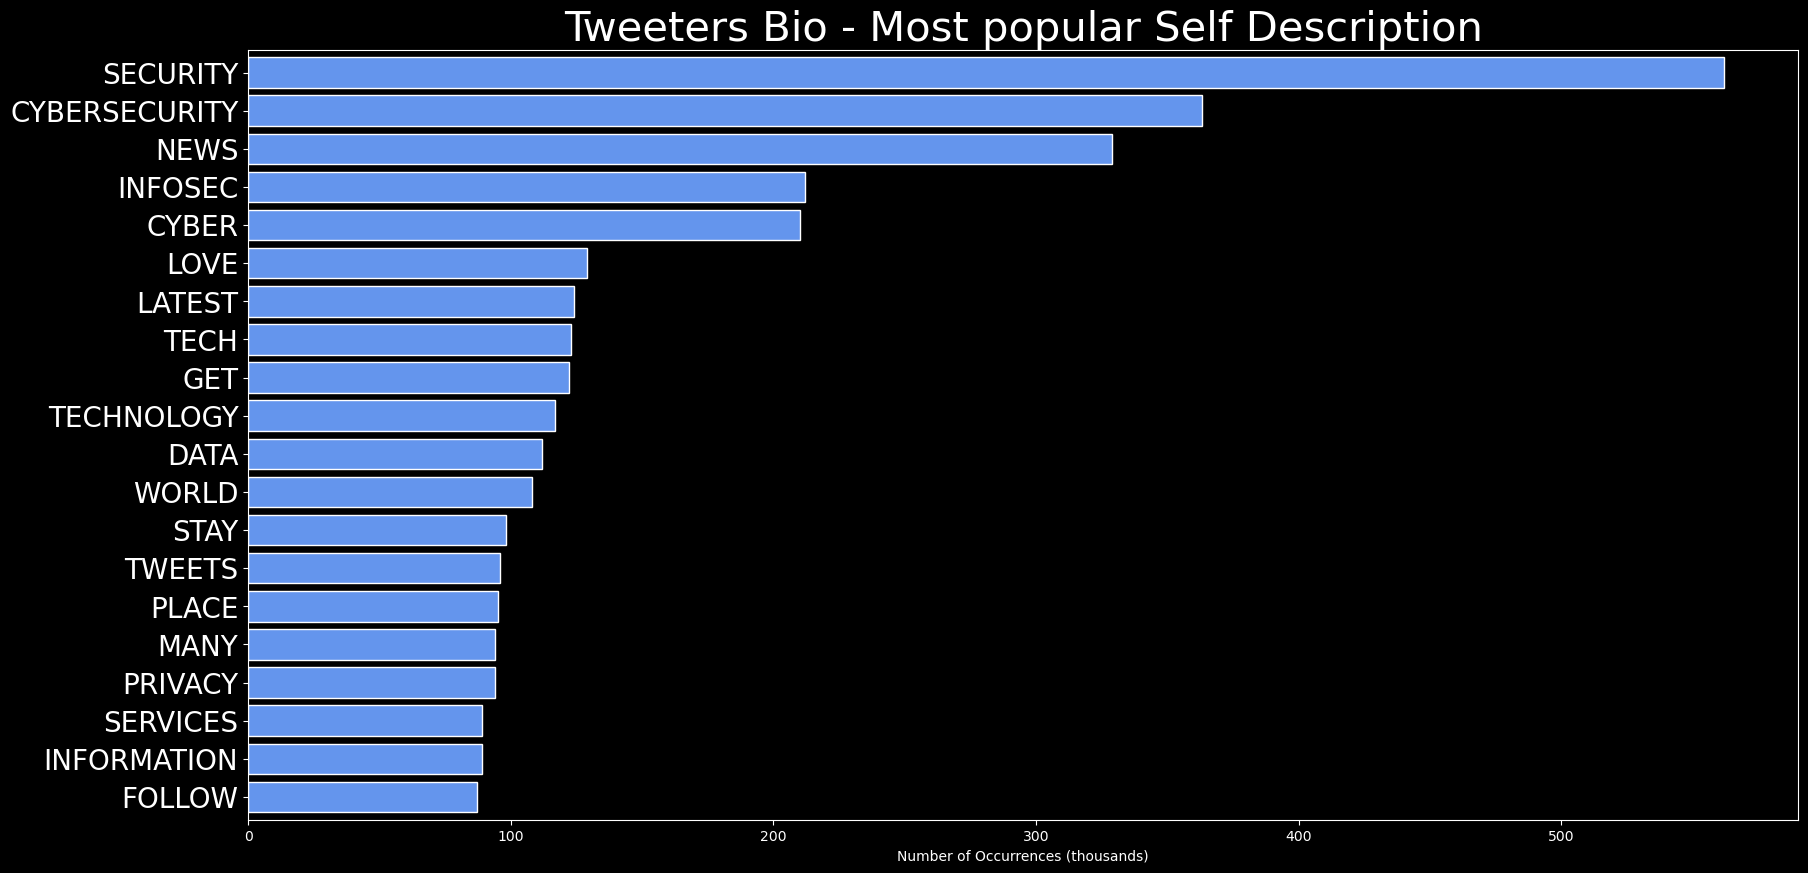 Tweeters Bio - Most popular Self Description
SECURITY
CYBERSECURITY
NEWS
INFOSEC
CYBER
LOVE
LATEST
TECH
GET
TECHNOLOGY
DATA
WORLD
STAY
TWEETS
PLACE
MANY
PRIVACY
SERVICES
INFORMATION
FOLLOW
0 100 200 300 400 500
Number of Occurrences (thousands)